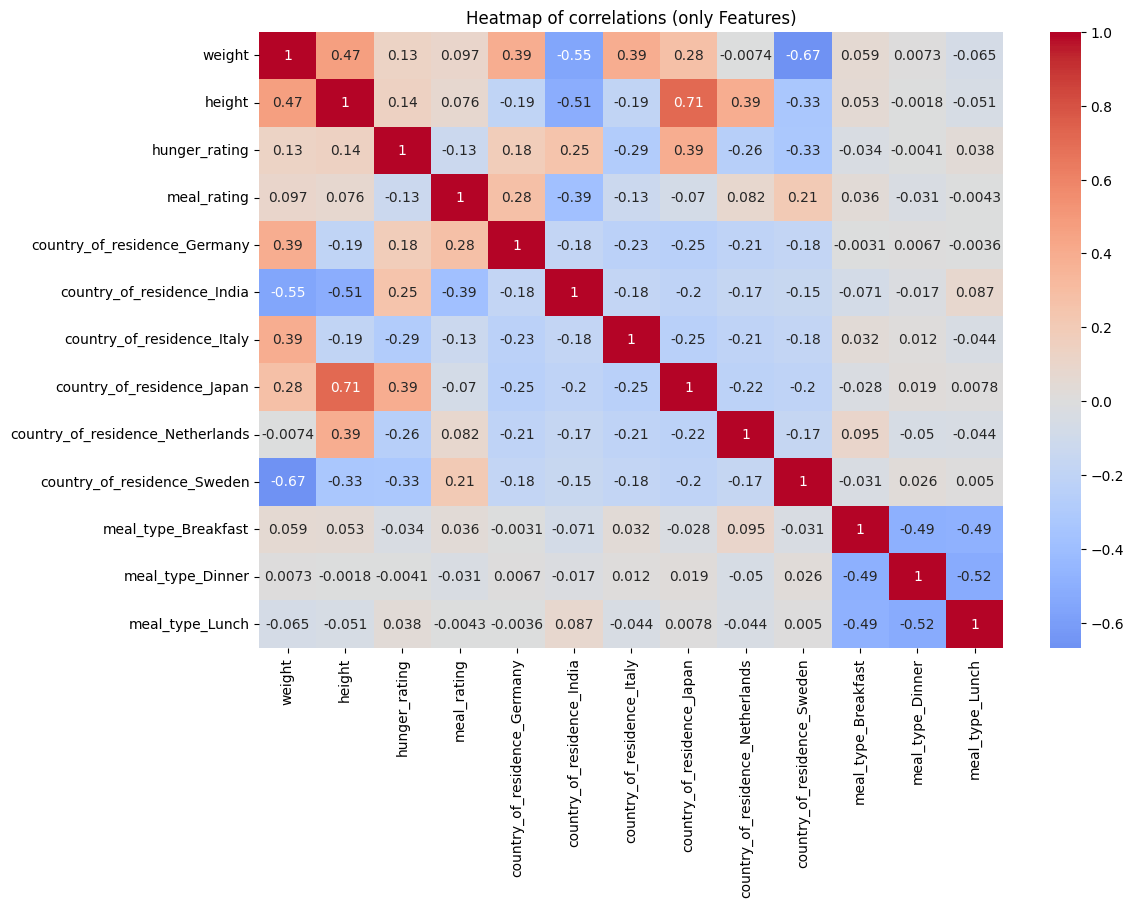 Heatmap of correlations (only Features)
weight 1 0.47 0.13 0.097 0.39 -0.55 0.39 0.28 -0.0074 -0.67 0.059 0.0073 -0.065
height 0.47 1 0.14 0.076 -0.19 -0.51 -0.19 0.71 0.39 -0.33 0.053 -0.0018 -0.051
hunger_rating 0.13 0.14 1 -0.13 0.18 0.25 -0.29 0.39 -0.26 -0.33 -0.034 -0.0041 0.038
meal_rating 0.097 0.076 -0.13 1 0.28 -0.39 -0.13 -0.07 0.082 0.21 0.036 -0.031 -0.0043
country_of_residence_Germany 0.39 -0.19 0.18 0.28 1 -0.18 -0.23 -0.25 -0.21 -0.18 -0.0031 0.0067 -0.0036
country_of_residence_India -0.55 -0.51 0.25 -0.39 -0.18 1 -0.18 -0.2 -0.17 -0.15 -0.071 -0.017 0.087
country_of_residence_Italy 0.39 -0.19 -0.29 -0.13 -0.23 -0.18 1 -0.25 -0.21 -0.18 0.032 0.012 -0.044
country_of_residence_Japan 0.28 0.71 0.39 -0.07 -0.25 -0.2 -0.25 1 -0.22 -0.2 -0.028 0.019 0.0078
country_of_residence_Netherlands -0.0074 0.39 -0.26 0.082 -0.21 -0.17 -0.21 -0.22 1 -0.17 0.095 -0.05 -0.044
country_of_residence_Sweden -0.67 -0.33 -0.33 0.21 -0.18 -0.15 -0.18 -0.2 -0.17 1 -0.031 0.026 0.005
meal_type_Breakfast 0.059 0.053 -0.034 0.036 -0.0031 -0.071 0.032 -0.028 0.095 -0.031 1 -0.49 -0.49
meal_type_Dinner 0.0073 -0.0018 -0.0041 -0.031 0.0067 -0.017 0.012 0.019 -0.05 0.026 -0.49 1 -0.52
meal_type_Lunch -0.065 -0.051 0.038 -0.0043 -0.0036 0.087 -0.044 0.0078 -0.044 0.005 -0.49 -0.52 1
weight
height
hunger_rating
meal_rating
country_of_residence_Germany
country_of_residence_India
country_of_residence_Italy
country_of_residence_Japan
country_of_residence_Netherlands
country_of_residence_Sweden
meal_type_Breakfast
meal_type_Dinner
meal_type_Lunch
1.0
0.8
0.6
0.4
0.2
0.0
−0.2
−0.4
−0.6